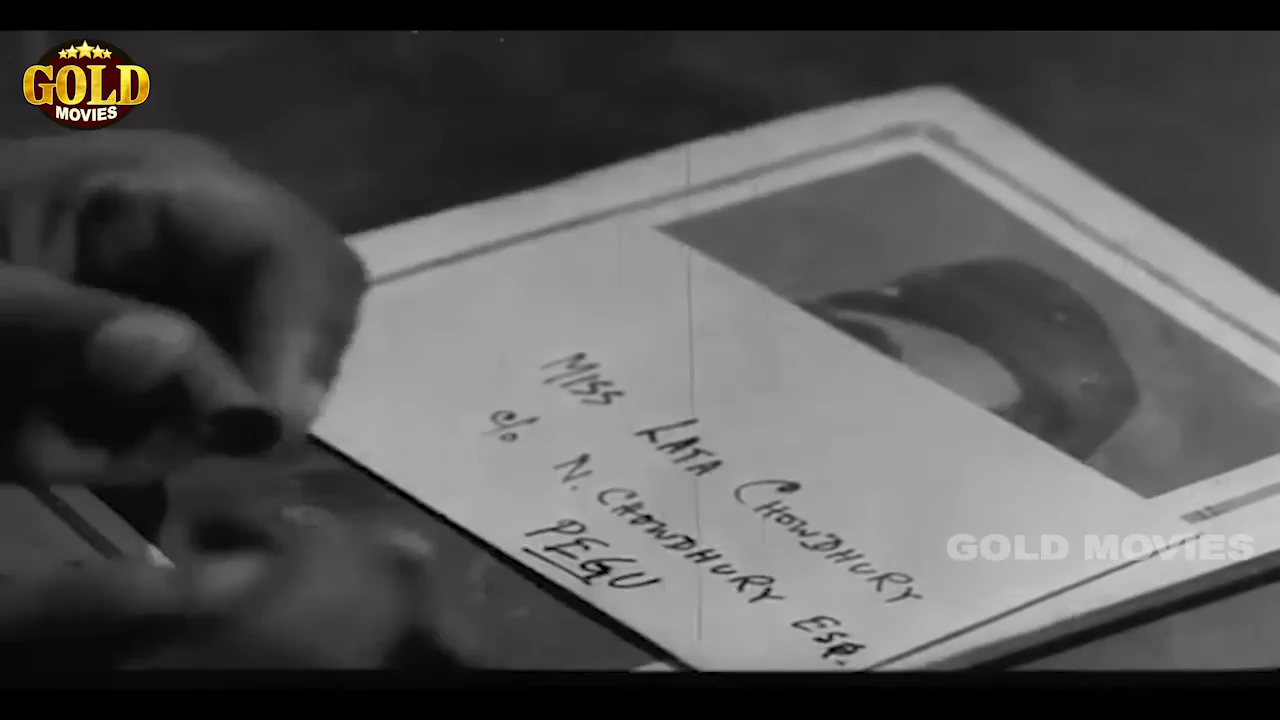 GOLD
MOVIES
MISS LATA CHOWDHURY
c/o N. CHOWDHURY ESQ.
PEGU
GOLD MOVIES